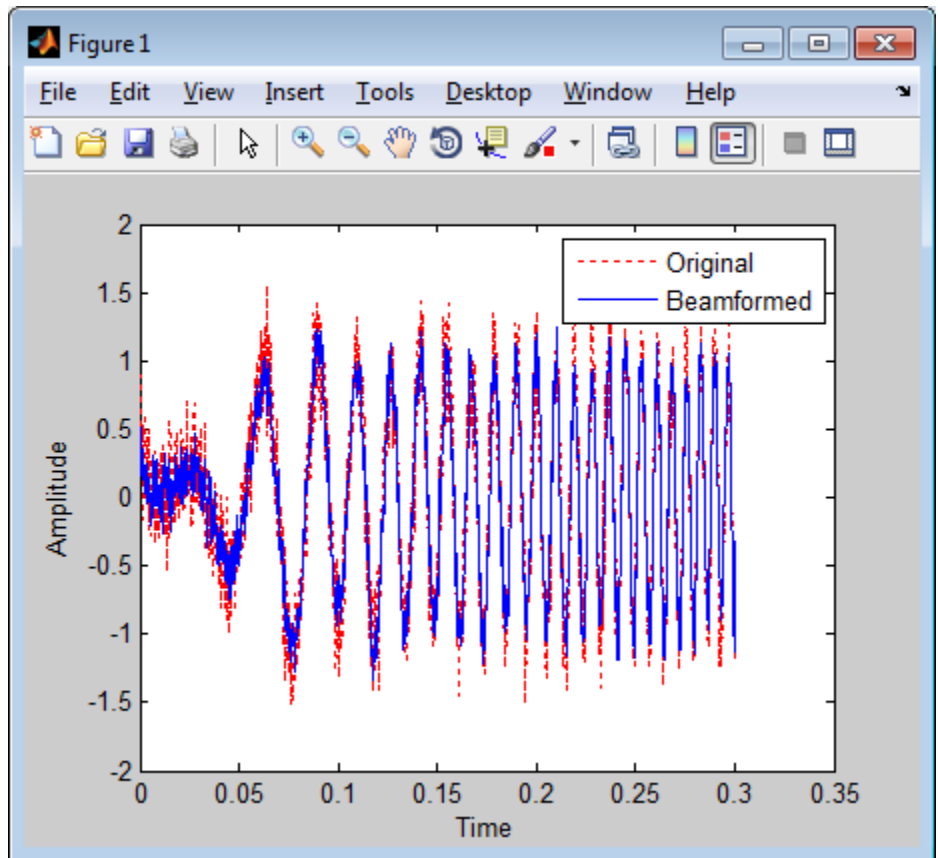 Figure 1
File Edit View Insert Tools Desktop Window Help
2
1.5
1
0.5
0
-0.5
-1
-1.5
-2
Amplitude
Original
Beamformed
0 0.05 0.1 0.15 0.2 0.25 0.3 0.35
Time